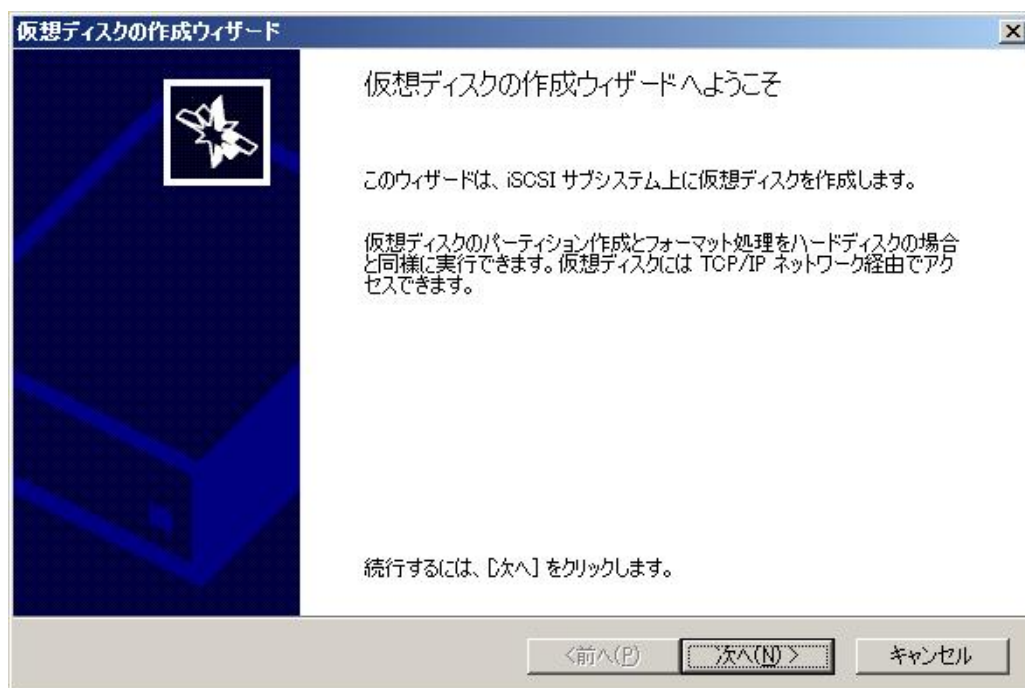 仮想ディスクの作成ウィザード
仮想ディスクの作成ウィザードへようこそ
このウィザードは、iSCSI サブシステム上に仮想ディスクを作成します。
仮想ディスクのパーティション作成とフォーマット処理をハードディスクの場合
と同様に実行できます。仮想ディスクには TCP/IP ネットワーク経由でアク
セスできます。
続行するには、[次へ] をクリックします。
<前へ(P) 次へ(N) > キャンセル